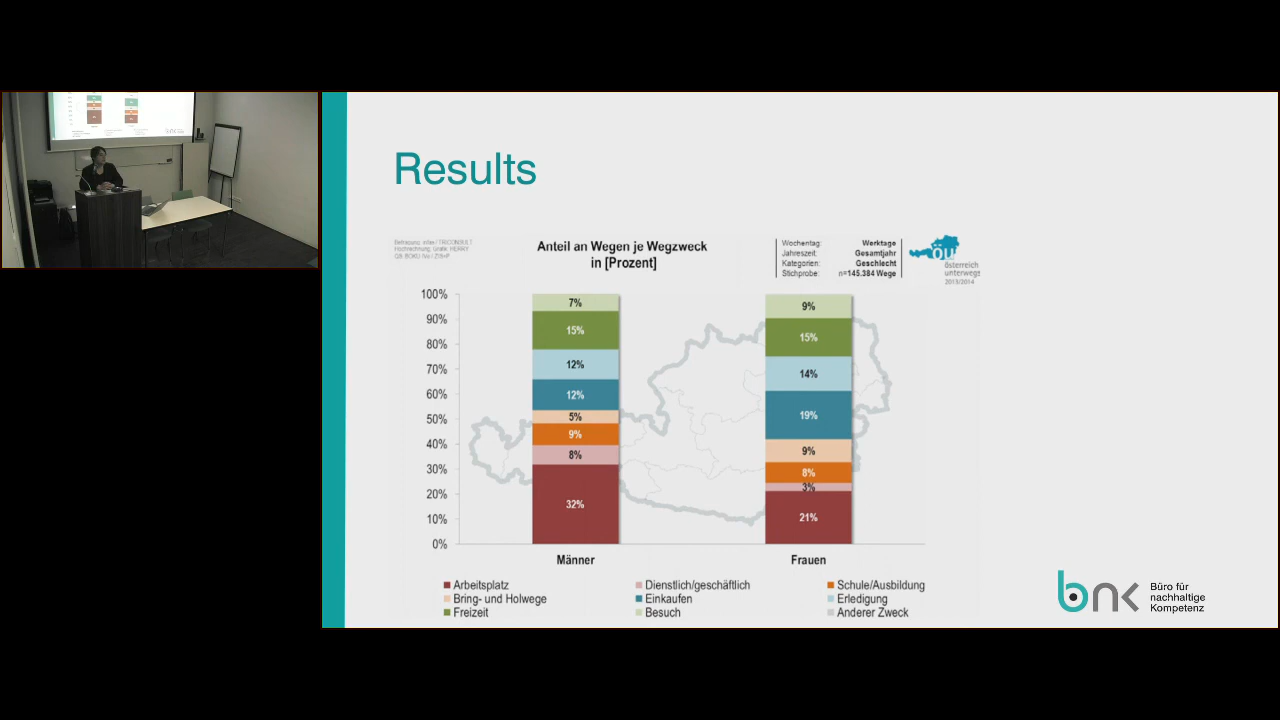 Results
Anteil an Wegen je Wegzweck
in [Prozent]
Wochentag: Werktage
Jahreszeit: Gesamtjahr
Kategorien: Geschlecht
Stichprobe: n=145.384 Wege
öu
österreich
unterwegs
2013/2014
100%
90%
80%
70%
60%
50%
40%
30%
20%
10%
0%
7%
15%
12%
12%
5%
9%
8%
32%
9%
15%
14%
19%
9%
8%
3%
21%
Männer Frauen
Arbeitsplatz Dienstlich/geschäftlich Schule/Ausbildung
Bring- und Holwege Einkaufen Erledigung
Freizeit Besuch Anderer Zweck
bnk
Büro für
nachhaltige
Kompetenz